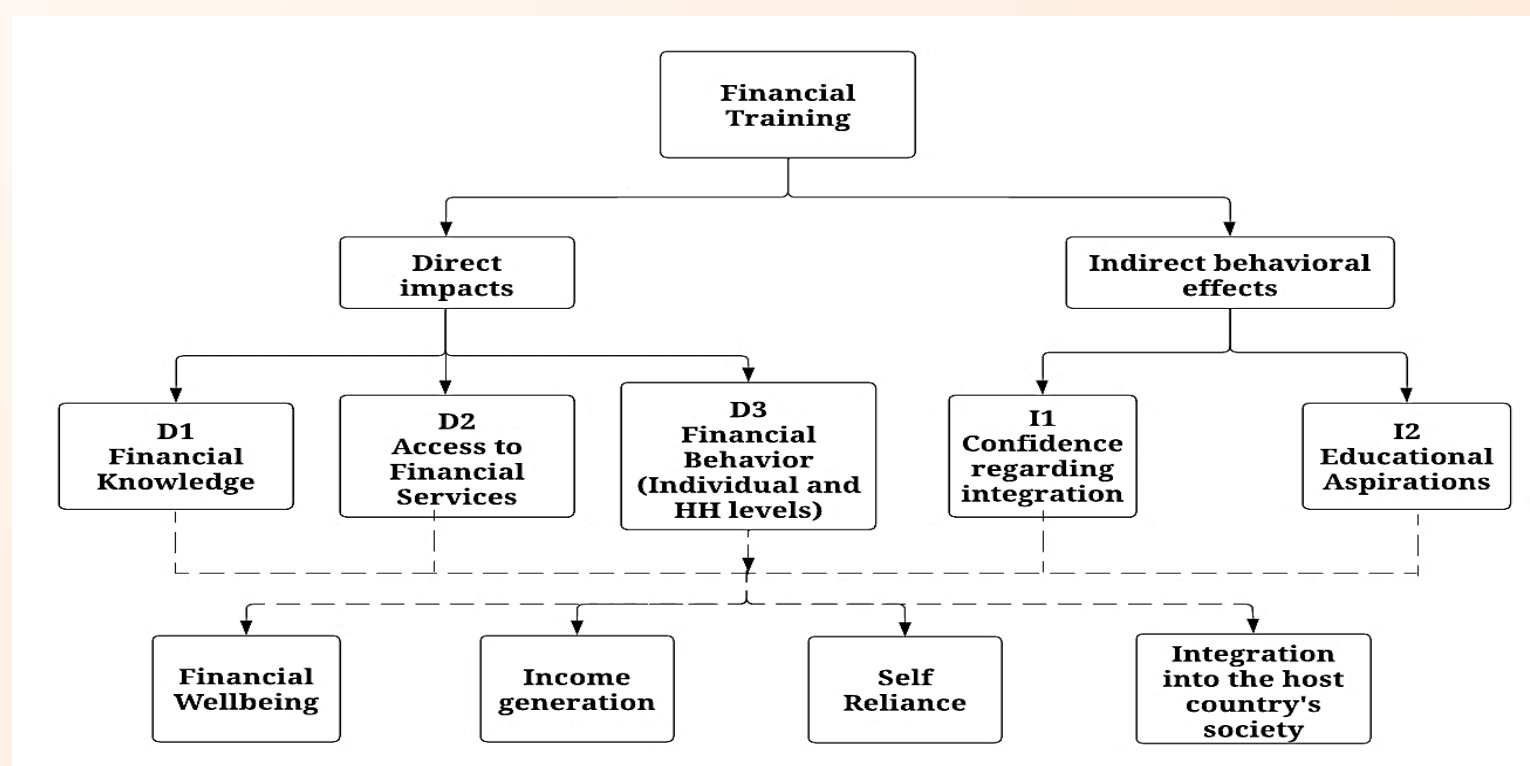 Financial
Training
Direct
impacts
Indirect behavioral
effects
D1
Financial
Knowledge
D2
Access to
Financial
Services
D3
Financial
Behavior
(Individual and
HH levels)
I1
Confidence
regarding
integration
I2
Educational
Aspirations
Financial
Wellbeing
Income
generation
Self
Reliance
Integration
into the host
country's
society